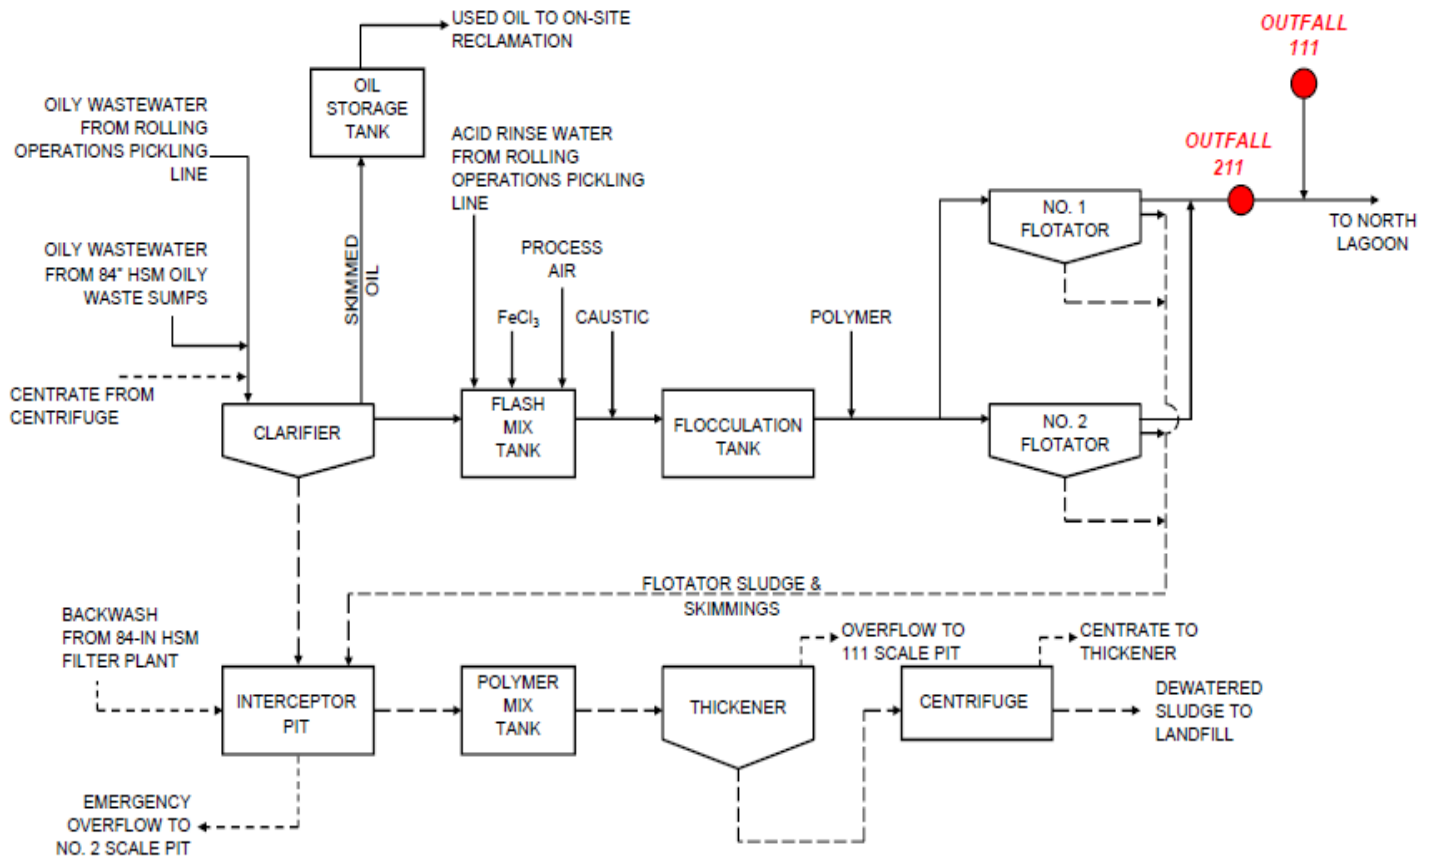 USED OIL TO ON-SITE
RECLAMATION
OUTFALL
111
OIL
STORAGE
TANK
OILY WASTEWATER
FROM ROLLING
OPERATIONS PICKLING
LINE
ACID RINSE WATER
FROM ROLLING
OPERATIONS PICKLING
LINE
OUTFALL
211
NO. 1
FLOTATOR
TO NORTH
LAGOON
OILY WASTEWATER
FROM 84" HSM OILY
WASTE SUMPS
SKIMMED
OIL
PROCESS
AIR
FeCl₃
CAUSTIC
POLYMER
CENTRATE FROM
CENTRIFUGE
CLARIFIER
FLASH
MIX
TANK
FLOCCULATION
TANK
NO. 2
FLOTATOR
FLOTATOR SLUDGE &
SKIMMINGS
BACKWASH
FROM 84-IN HSM
FILTER PLANT
OVERFLOW TO
111 SCALE PIT
CENTRATE TO
THICKENER
INTERCEPTOR
PIT
POLYMER
MIX
TANK
THICKENER
CENTRIFUGE
DEWATERED
SLUDGE TO
LANDFILL
EMERGENCY
OVERFLOW TO
NO. 2 SCALE PIT